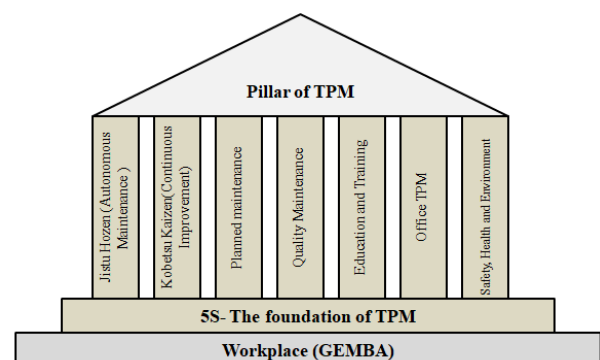 Pillar of TPM
Jistu Hozen (Autonomous
Maintenance )
Kobetsu Kaizen(Continuous
Improvement)
Planned maintenance
Quality Maintenance
Education and Training
Office TPM
Safety, Health and Environment
5S- The foundation of TPM
Workplace (GEMBA)